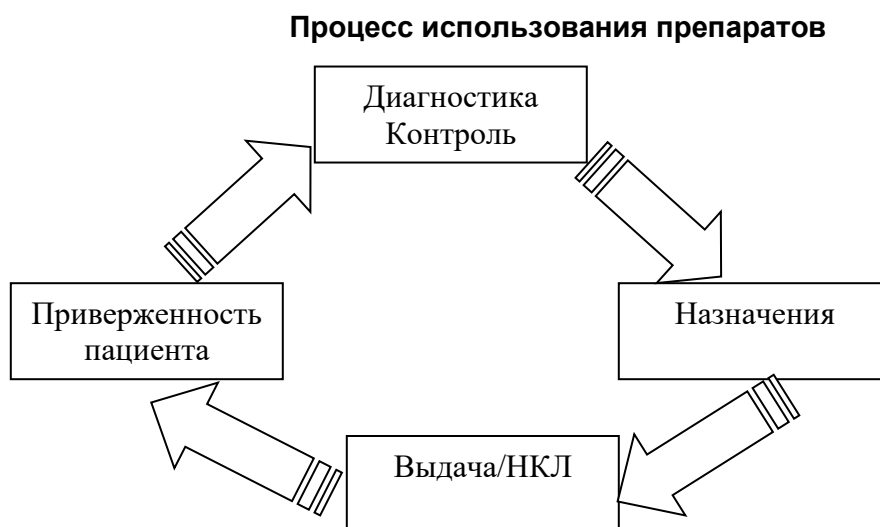 Процесс использования препаратов
Диагностика
Контроль
Назначения
Выдача/НКЛ
Приверженность
пациента